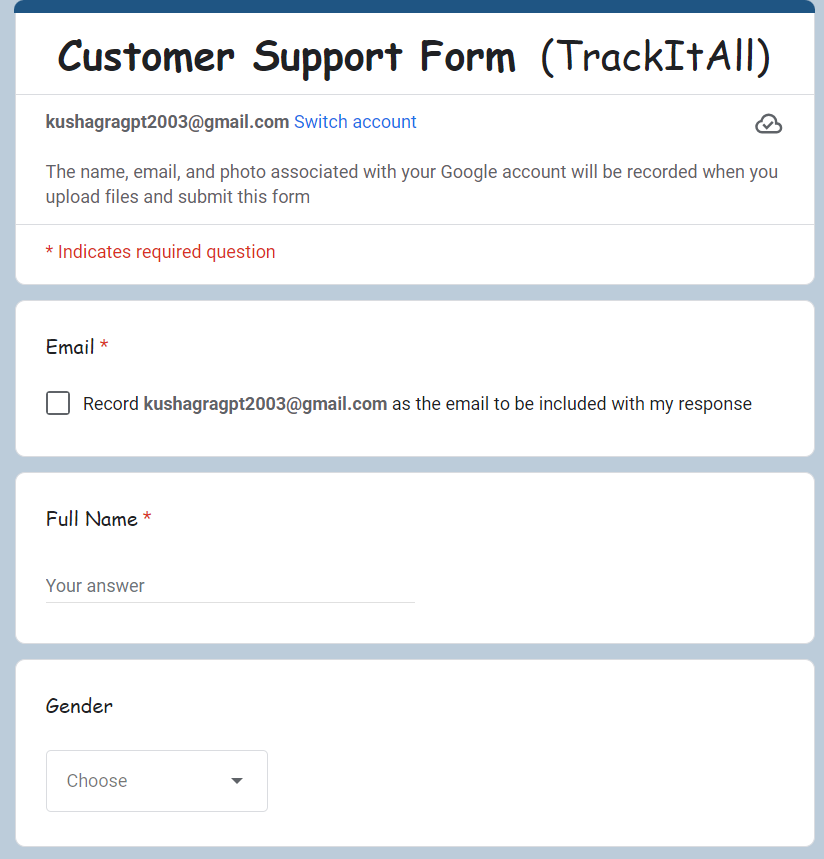 Customer Support Form (TrackItAll)
kushagragpt2003@gmail.com Switch account
The name, email, and photo associated with your Google account will be recorded when you
upload files and submit this form
* Indicates required question
Email *
Record kushagragpt2003@gmail.com as the email to be included with my response
Full Name *
Your answer
Gender
Choose